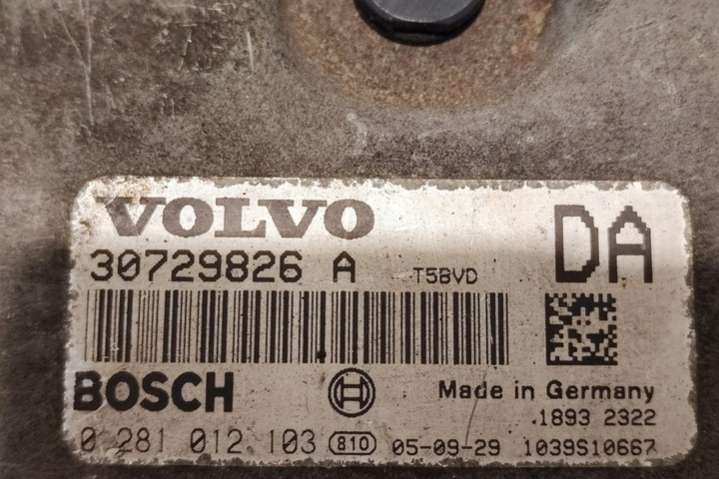 VOLVO DA
30729826 A T5BVD
BOSCH Made in Germany
.1893 2322
0 281 012 103 810 05-09-29 1039S10667